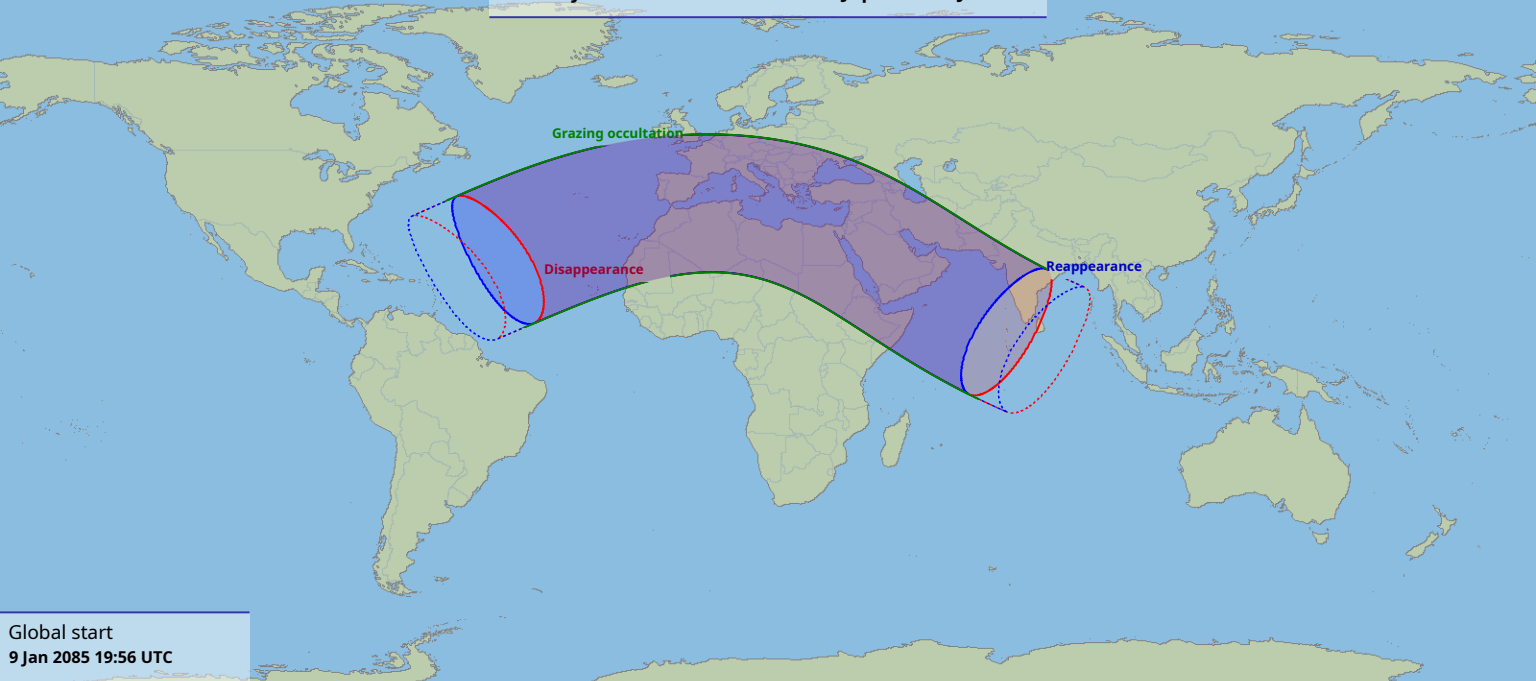 Grazing occultation
Disappearance
Reappearance
Global start
9 Jan 2085 19:56 UTC